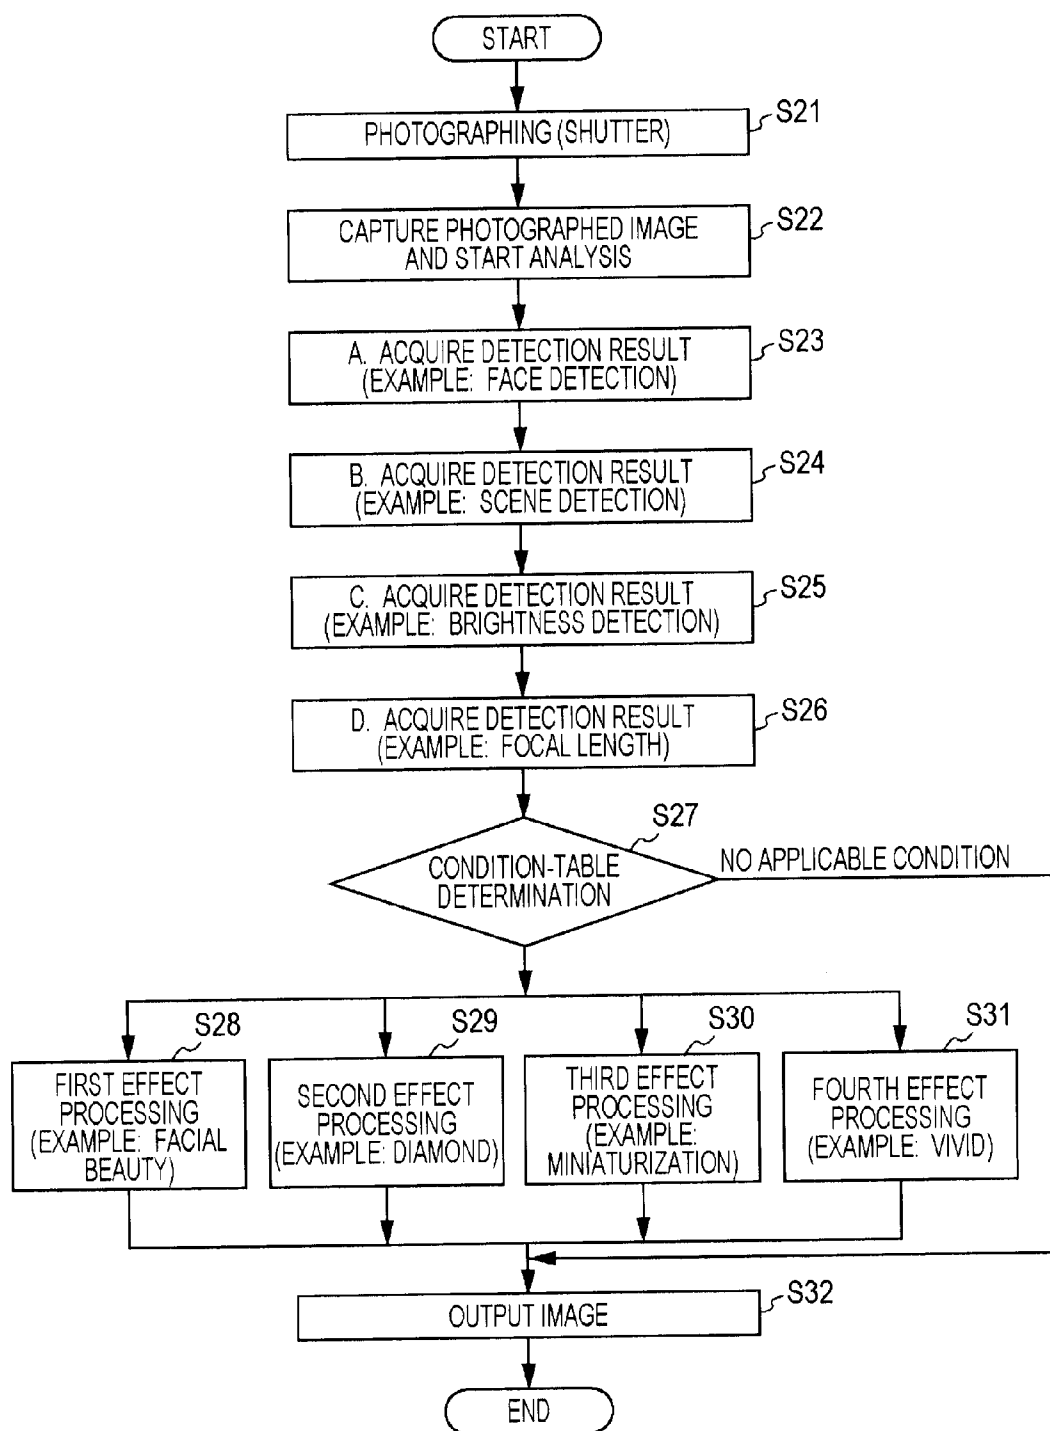 START
S21
PHOTOGRAPHING (SHUTTER)
S22
CAPTURE PHOTOGRAPHED IMAGE
AND START ANALYSIS
S23
A. ACQUIRE DETECTION RESULT
(EXAMPLE: FACE DETECTION)
S24
B. ACQUIRE DETECTION RESULT
(EXAMPLE: SCENE DETECTION)
S25
C. ACQUIRE DETECTION RESULT
(EXAMPLE: BRIGHTNESS DETECTION)
S26
D. ACQUIRE DETECTION RESULT
(EXAMPLE: FOCAL LENGTH)
S27
CONDITION-TABLE
DETERMINATION
NO APPLICABLE CONDITION
S28
FIRST EFFECT
PROCESSING
(EXAMPLE: FACIAL
BEAUTY)
S29
SECOND EFFECT
PROCESSING
(EXAMPLE: DIAMOND)
S30
THIRD EFFECT
PROCESSING
(EXAMPLE:
MINIATURIZATION)
S31
FOURTH EFFECT
PROCESSING
(EXAMPLE: VIVID)
S32
OUTPUT IMAGE
END